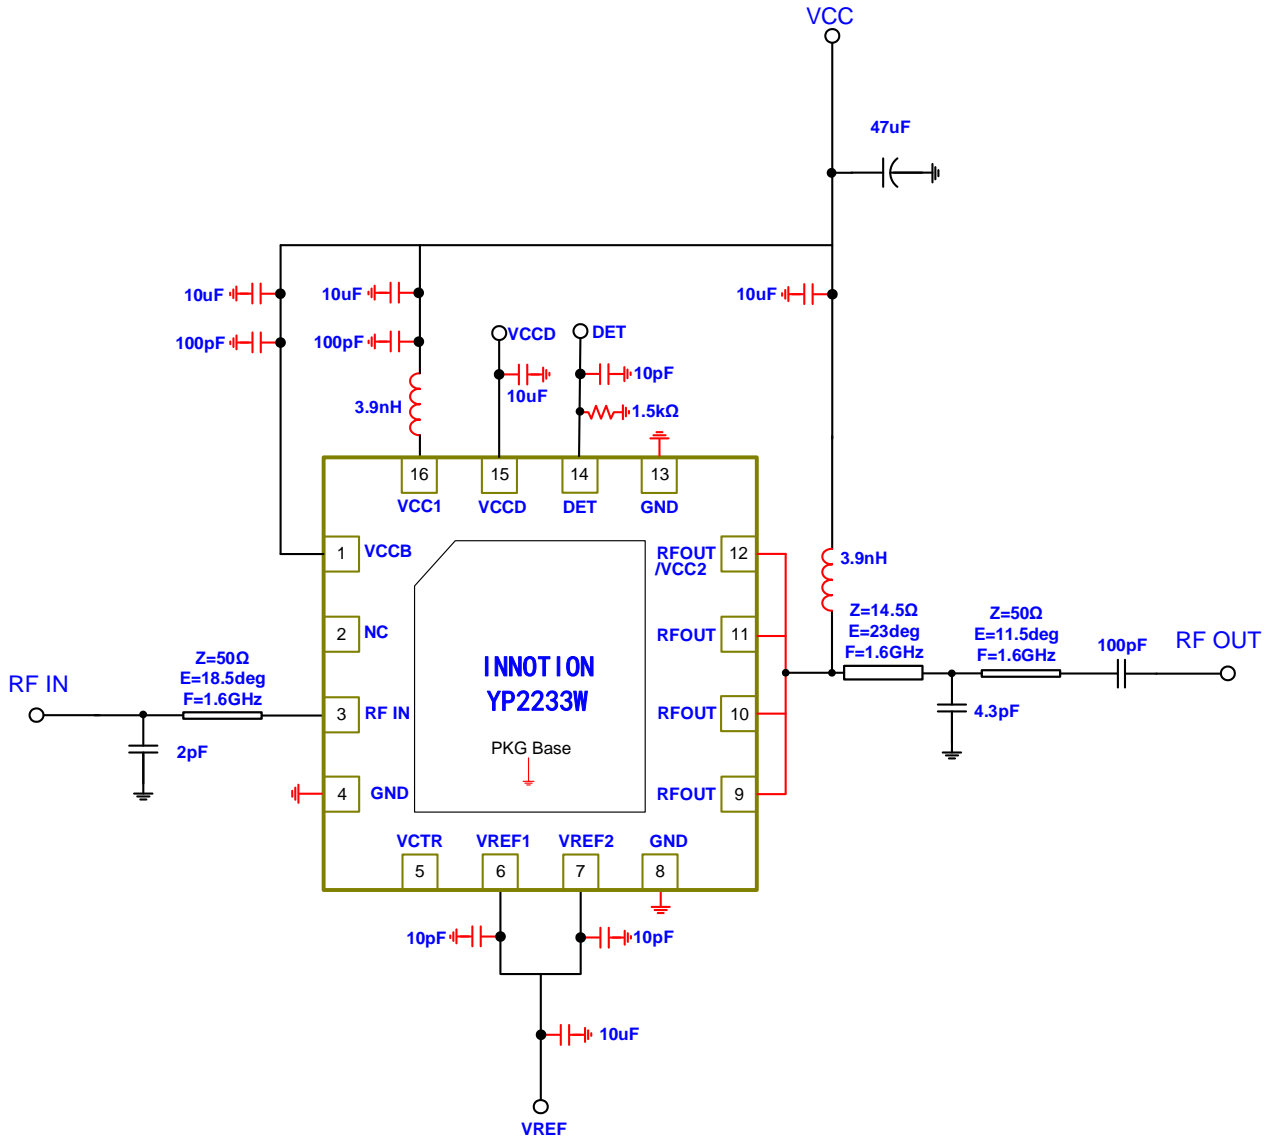 VCC
47uF
10uF
10uF
10uF
100pF
100pF
VCCD
DET
10pF
10uF
3.9nH
1.5kΩ
16
15
14
13
VCC1
VCCD
DET
GND
1
VCCB
RFOUT
/VCC2
12
3.9nH
2
NC
RFOUT
11
Z=14.5Ω
E=23deg
F=1.6GHz
Z=50Ω
E=11.5deg
F=1.6GHz
100pF
RF OUT
Z=50Ω
E=18.5deg
F=1.6GHz
INNOTION
YP2233W
RF IN
3
RF IN
RFOUT
10
4.3pF
2pF
PKG Base
4
GND
RFOUT
9
VCTR
VREF1
VREF2
GND
5
6
7
8
10pF
10pF
10uF
VREF